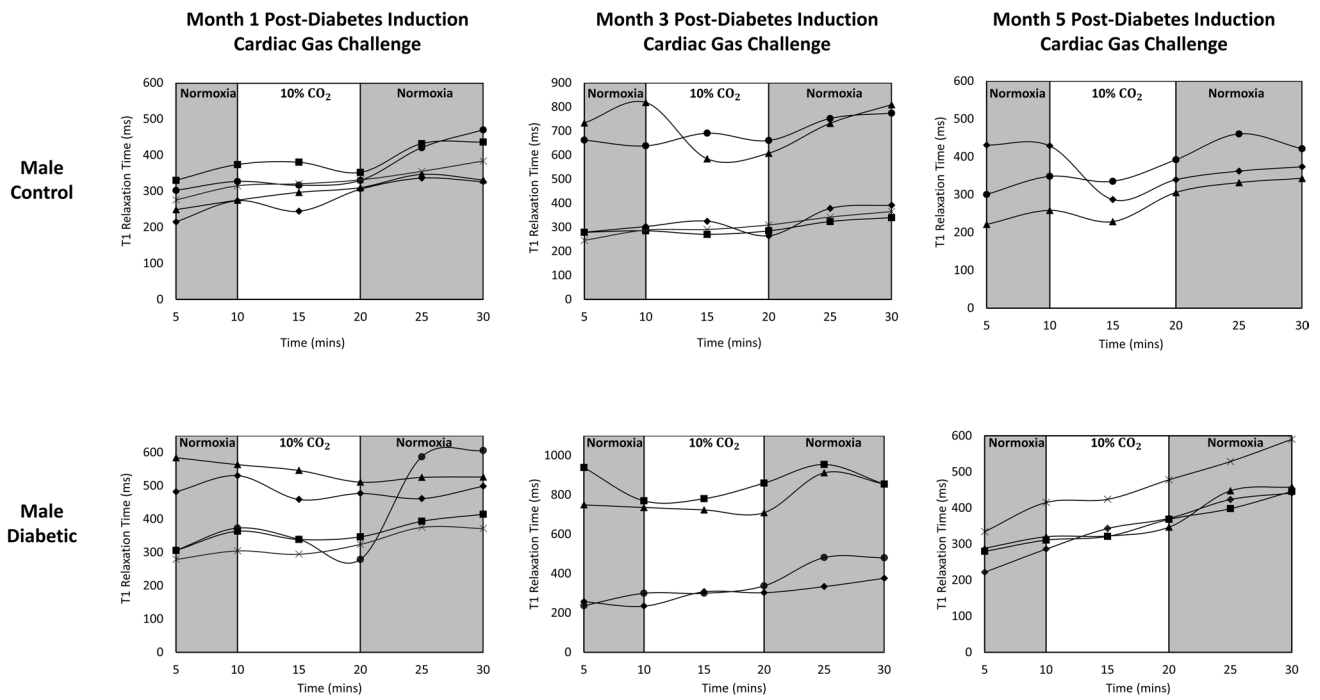 Month 1 Post-Diabetes Induction
Cardiac Gas Challenge
Month 3 Post-Diabetes Induction
Cardiac Gas Challenge
Month 5 Post-Diabetes Induction
Cardiac Gas Challenge
Male
Control
T1 Relaxation Time (ms)
600
500
400
300
200
100
0
Normoxia
10% CO₂
Normoxia
5 10 15 20 25 30
Time (mins)
T1 Relaxation Time (ms)
900
800
700
600
500
400
300
200
100
0
Normoxia
10% CO₂
Normoxia
5 10 15 20 25 30
Time (mins)
T1 Relaxation Time (ms)
600
500
400
300
200
100
0
Normoxia
10% CO₂
Normoxia
5 10 15 20 25 30
Time (mins)
Male
Diabetic
T1 Relaxation Time (ms)
600
500
400
300
200
100
0
Normoxia
10% CO₂
Normoxia
5 10 15 20 25 30
Time (mins)
T1 Relaxation Time (ms)
1000
800
600
400
200
0
Normoxia
10% CO₂
Normoxia
5 10 15 20 25 30
Time (mins)
T1 Relaxation Time (ms)
600
500
400
300
200
100
0
Normoxia
10% CO₂
Normoxia
5 10 15 20 25 30
Time (mins)